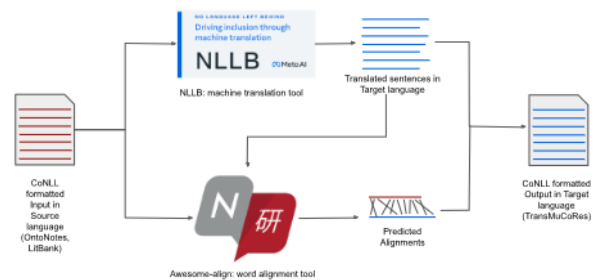 NO LANGUAGE LEFT BEHIND
Driving inclusion through
machine translation
NLLB
Meta AI
NLLB: machine translation tool
Translated sentences in
Target language
CoNLL
formatted
Input in
Source
language
(OntoNotes,
LitBank)
N
研
Awesome-align: word alignment tool
Predicted
Alignments
CoNLL formatted
Output in Target
language
(TransMuCoRes)